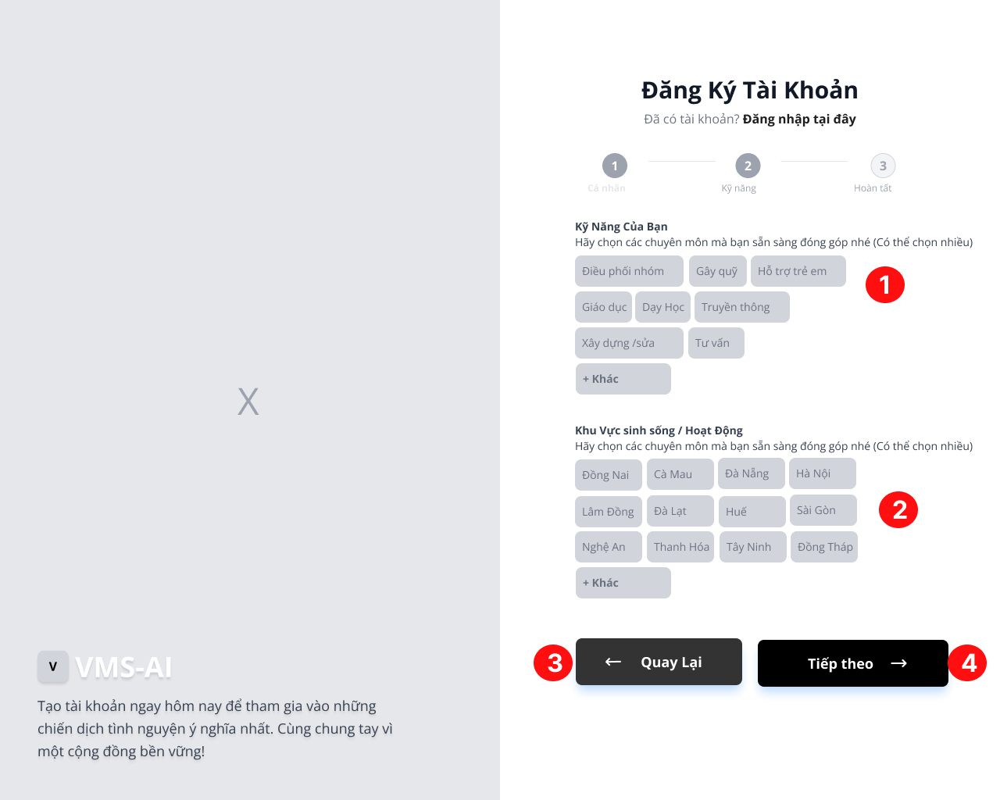 X
V VMS-AI
Tạo tài khoản ngay hôm nay để tham gia vào những
chiến dịch tình nguyện ý nghĩa nhất. Cùng chung tay vì
một cộng đồng bền vững!
Đăng Ký Tài Khoản
Đã có tài khoản? Đăng nhập tại đây
1 2 3
Cá nhân Kỹ năng Hoàn tất
Kỹ Năng Của Bạn
Hãy chọn các chuyên môn mà bạn sẵn sàng đóng góp nhé (Có thể chọn nhiều)
Điều phối nhóm Gây quỹ Hỗ trợ trẻ em
1
Giáo dục Dạy Học Truyền thông
Xây dựng /sửa Tư vấn
+ Khác
Khu Vực sinh sống / Hoạt Động
Hãy chọn các chuyên môn mà bạn sẵn sàng đóng góp nhé (Có thể chọn nhiều)
Đồng Nai Cà Mau Đà Nẵng Hà Nội
Lâm Đồng Đà Lạt Huế Sài Gòn 2
Nghệ An Thanh Hóa Tây Ninh Đồng Tháp
+ Khác
3 ← Quay Lại Tiếp theo → 4